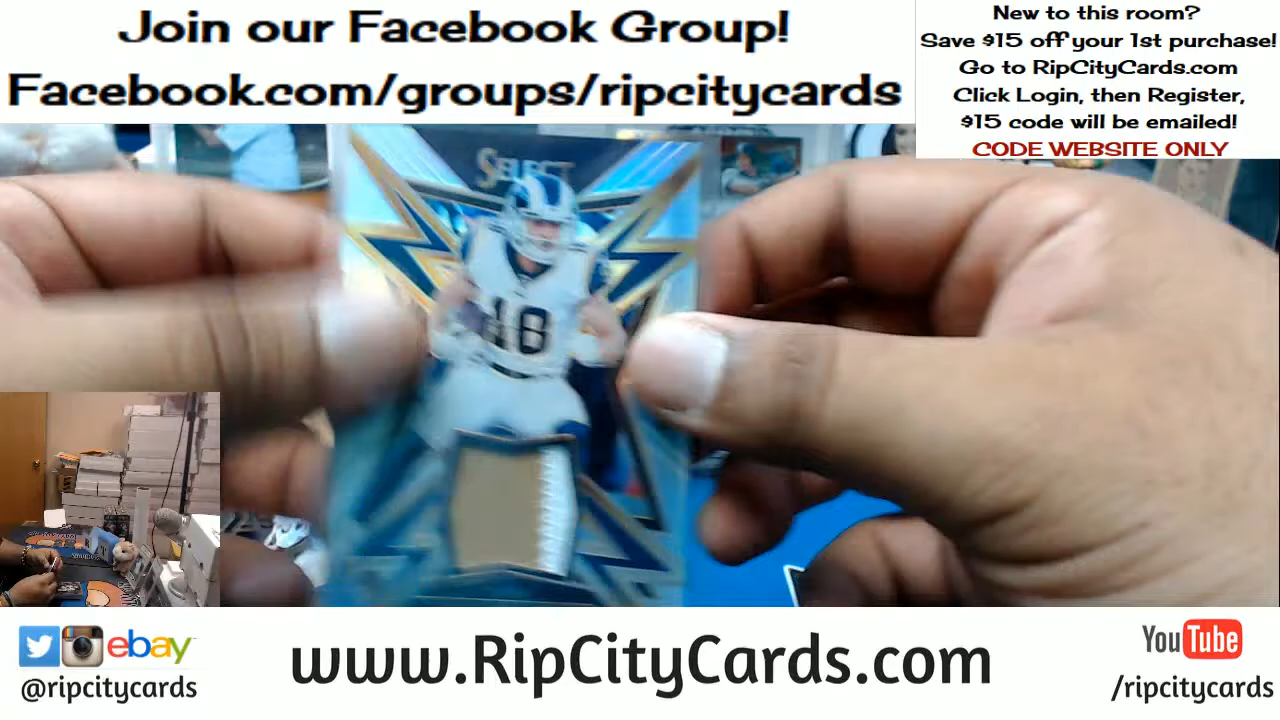 Join our Facebook Group!
Facebook.com/groups/ripcitycards
New to this room?
Save $15 off your 1st purchase!
Go to RipCityCards.com
Click Login, then Register,
$15 code will be emailed!
CODE WEBSITE ONLY
SELECT
18
ebay
@ripcitycards
www.RipCityCards.com
YouTube
/ripcitycards